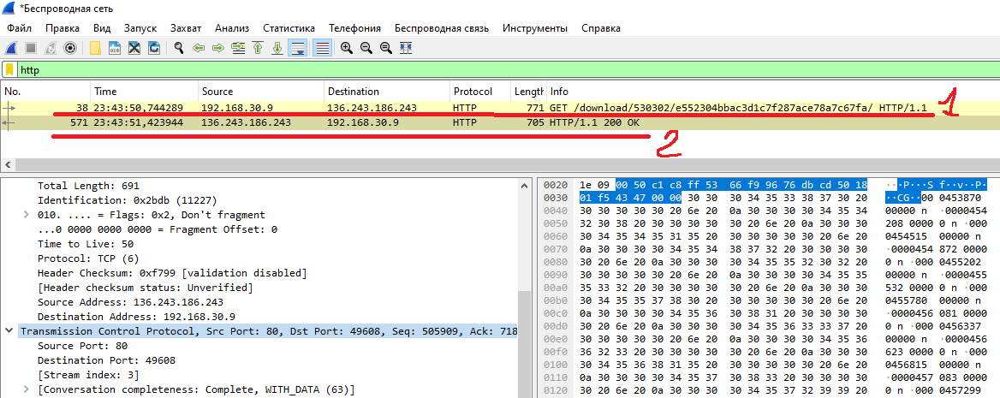 *Беспроводная сеть
Файл Правка Вид Запуск Захват Анализ Статистика Телефония Беспроводная связь Инструменты Справка
http
No. Time Source Destination Protocol Length Info
38 23:43:50,744289 192.168.30.9 136.243.186.243 HTTP 771 GET /download/530302/e552304bbac3d1c7f287ace78a7c67fa/ HTTP/1.1
1
571 23:43:51,423944 136.243.186.243 192.168.30.9 HTTP 705 HTTP/1.1 200 OK
2
Total Length: 691
Identification: 0x2bdb (11227)
010. .... = Flags: 0x2, Don't fragment
...0 0000 0000 0000 = Fragment Offset: 0
Time to Live: 50
Protocol: TCP (6)
Header Checksum: 0xf799 [validation disabled]
[Header checksum status: Unverified]
Source Address: 136.243.186.243
Destination Address: 192.168.30.9
Transmission Control Protocol, Src Port: 80, Dst Port: 49608, Seq: 505909, Ack: 718
Source Port: 80
Destination Port: 49608
[Stream index: 3]
[Conversation completeness: Complete, WITH_DATA (63)]
0020 1e 09 00 50 c1 c8 ff 53 66 f9 96 76 db cd 50 18 ···P···S f··v··P·
0030 01 f5 43 47 00 00 30 30 30 34 35 33 38 37 30 20 ··CG··00 0453870
0040 30 30 30 30 30 20 6e 20 0a 30 30 30 30 34 35 34 00000 n ·0000454
0050 32 30 38 20 30 30 30 30 30 20 6e 20 0a 30 30 30 208 0000 0 n ·000
0060 30 34 35 34 35 31 35 20 30 30 30 30 30 20 6e 20 0454515 00000 n
0070 0a 30 30 30 30 34 35 34 38 37 32 20 30 30 30 30 ·0000454 872 0000
0080 30 20 6e 20 0a 30 30 30 30 34 35 35 32 30 32 20 0 n ·000 0455202
0090 30 30 30 30 30 20 6e 20 0a 30 30 30 30 34 35 35 00000 n ·0000455
00a0 35 33 32 20 30 30 30 30 30 20 6e 20 0a 30 30 30 532 0000 0 n ·000
00b0 30 34 35 35 37 38 30 20 30 30 30 30 30 20 6e 20 0455780 00000 n
00c0 0a 30 30 30 30 34 35 36 30 38 31 20 30 30 30 30 ·0000456 081 0000
00d0 30 20 6e 20 0a 30 30 30 30 34 35 36 33 33 37 20 0 n ·000 0456337
00e0 30 30 30 30 30 20 6e 20 0a 30 30 30 30 34 35 36 00000 n ·0000456
00f0 36 32 33 20 30 30 30 30 30 20 6e 20 0a 30 30 30 623 0000 0 n ·000
0100 30 34 35 36 38 31 35 20 30 30 30 30 30 20 6e 20 0456815 00000 n
0110 0a 30 30 30 30 34 35 37 30 38 33 20 30 30 30 30 ·0000457 083 0000
0120 30 20 6e 20 0a 30 30 30 30 34 35 37 32 39 39 20 0 n ·000 0457299